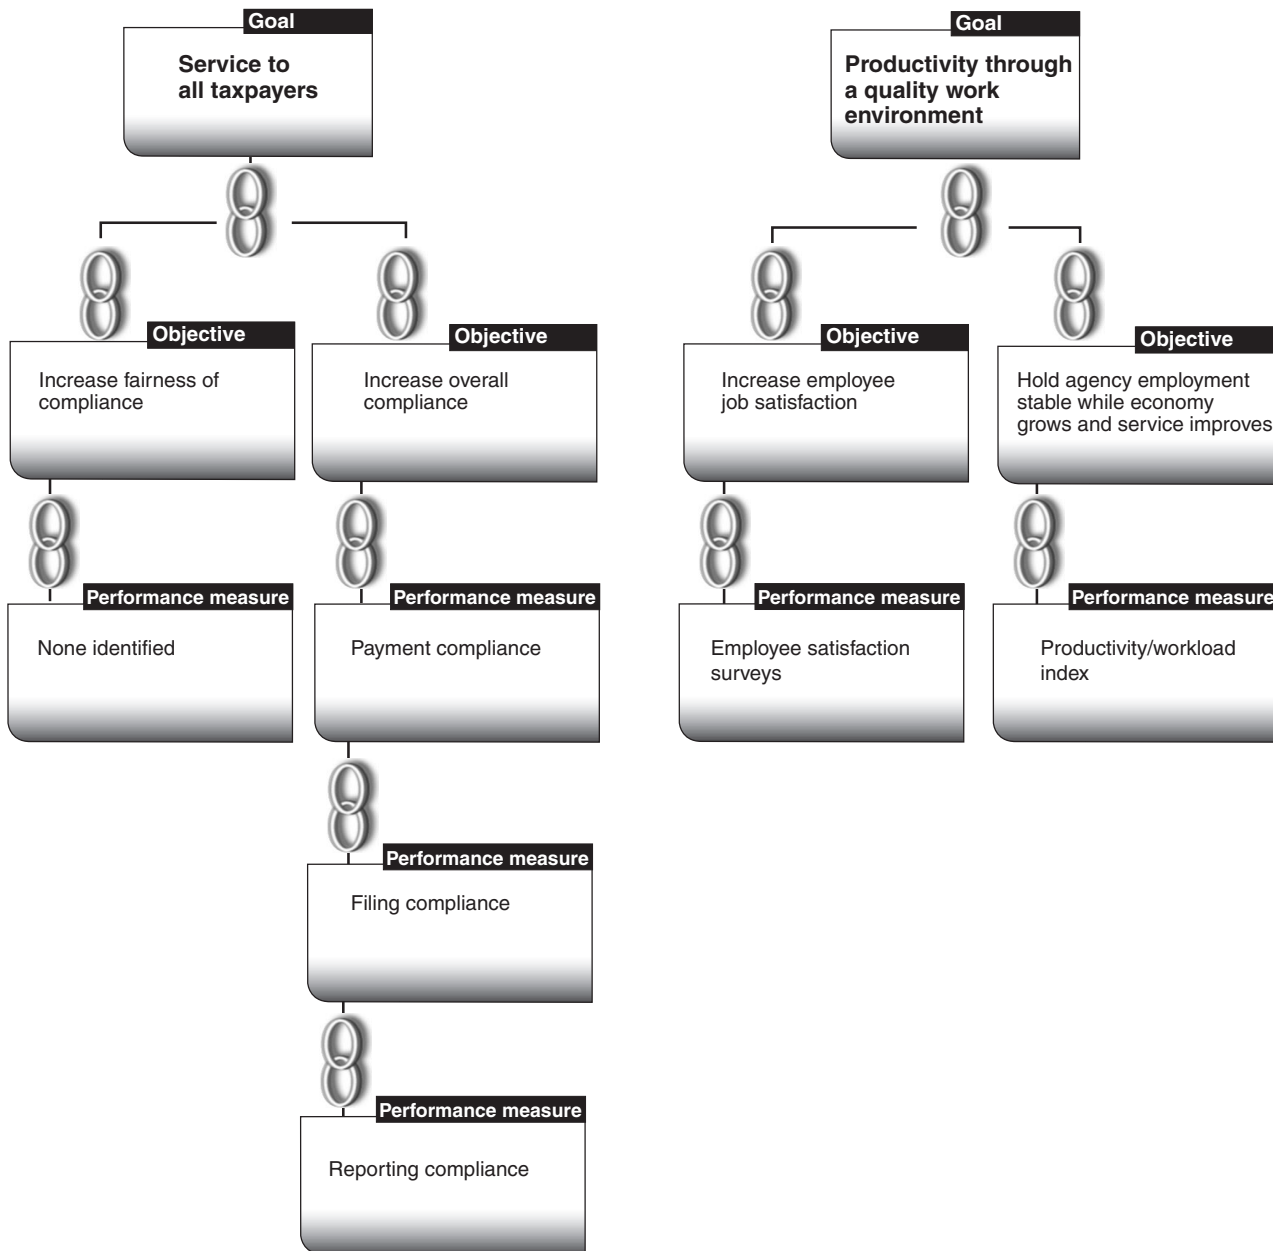 Goal
Service to
all taxpayers
Goal
Productivity through
a quality work
environment
Objective
Increase fairness of
compliance
Objective
Increase overall
compliance
Objective
Increase employee
job satisfaction
Objective
Hold agency employment
stable while economy
grows and service improves
Performance measure
None identified
Performance measure
Payment compliance
Performance measure
Employee satisfaction
surveys
Performance measure
Productivity/workload
index
Performance measure
Filing compliance
Performance measure
Reporting compliance